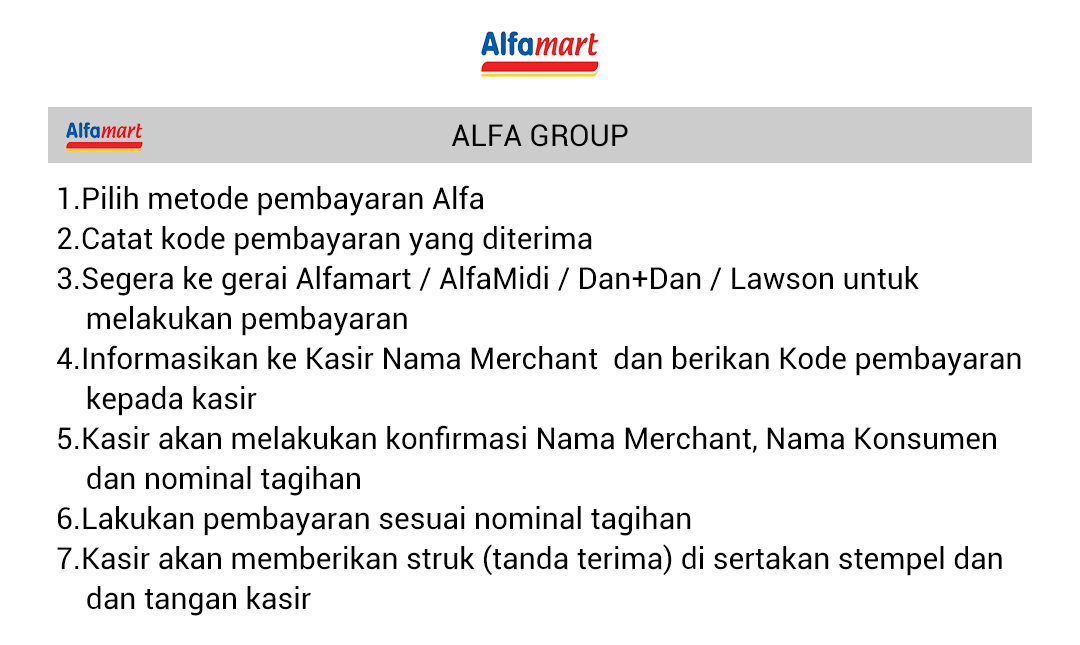 Alfamart
Alfamart ALFA GROUP
1.Pilih metode pembayaran Alfa
2.Catat kode pembayaran yang diterima
3.Segera ke gerai Alfamart / AlfaMidi / Dan+Dan / Lawson untuk
melakukan pembayaran
4.Informasikan ke Kasir Nama Merchant  dan berikan Kode pembayaran
kepada kasir
5.Kasir akan melakukan konfirmasi Nama Merchant, Nama Konsumen
dan nominal tagihan
6.Lakukan pembayaran sesuai nominal tagihan
7.Kasir akan memberikan struk (tanda terima) di sertakan stempel dan
dan tangan kasir